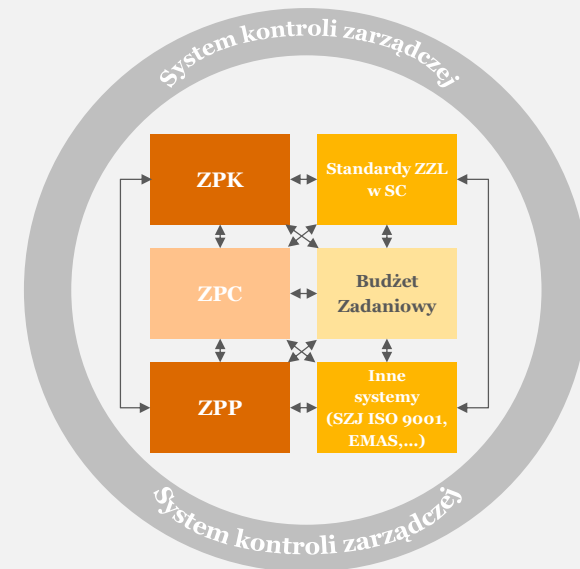 System kontroli zarządczej
ZPK
Standardy ZZL
w SC
ZPC
Budżet
Zadaniowy
ZPP
Inne
systemy
(SZJ ISO 9001,
EMAS,...)
System kontroli zarządczej